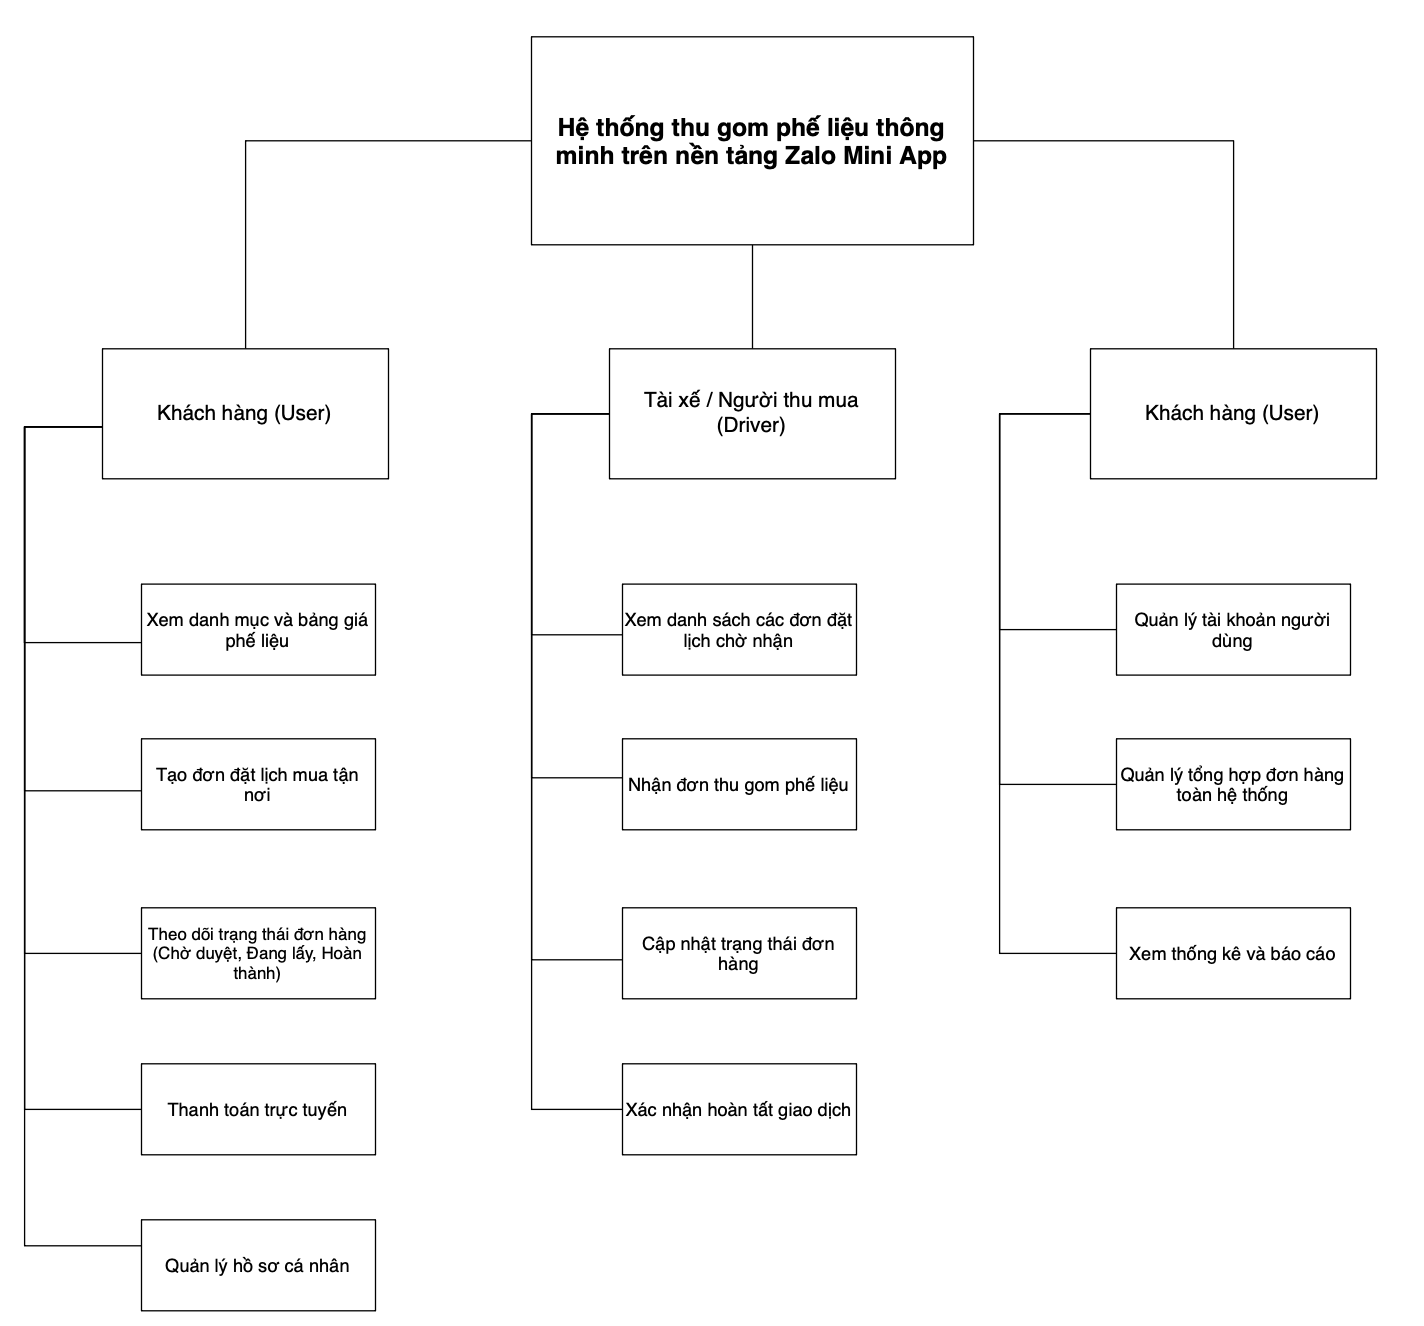 Hệ thống thu gom phế liệu thông
minh trên nền tảng Zalo Mini App
Khách hàng (User)
Tài xế / Người thu mua
(Driver)
Khách hàng (User)
Xem danh mục và bảng giá
phế liệu
Xem danh sách các đơn đặt
lịch chờ nhận
Quản lý tài khoản người
dùng
Tạo đơn đặt lịch mua tận
nơi
Nhận đơn thu gom phế liệu
Quản lý tổng hợp đơn hàng
toàn hệ thống
Theo dõi trạng thái đơn hàng
(Chờ duyệt, Đang lấy, Hoàn
thành)
Cập nhật trạng thái đơn
hàng
Xem thống kê và báo cáo
Thanh toán trực tuyến
Xác nhận hoàn tất giao dịch
Quản lý hồ sơ cá nhân